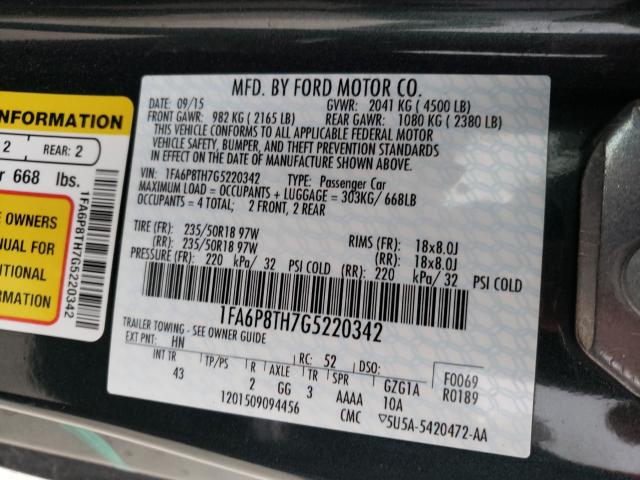 MFD. BY FORD MOTOR CO.
DATE: 09/15 GVWR: 2041 KG ( 4500 LB)
FRONT GAWR: 982 KG ( 2165 LB) REAR GAWR: 1080 KG ( 2380 LB)
THIS VEHICLE CONFORMS TO ALL APPLICABLE FEDERAL MOTOR
VEHICLE SAFETY, BUMPER, AND THEFT PREVENTION STANDARDS
IN EFFECT ON THE DATE OF MANUFACTURE SHOWN ABOVE.
VIN: 1FA6P8TH7G5220342 TYPE: Passenger Car
MAXIMUM LOAD = OCCUPANTS + LUGGAGE = 303KG/ 668LB
OCCUPANTS = 4 TOTAL; 2 FRONT, 2 REAR
TIRE (FR): 235/50R18 97W RIMS (FR): 18x8.0J
(RR): 235/50R18 97W (RR): 18x8.0J
PRESSURE (FR): 220 kPa/ 32 PSI COLD (RR): 220 kPa/ 32 PSI COLD
1FA6P8TH7G5220342
TRAILER TOWING - SEE OWNER GUIDE
EXT PNT: HN RC: 52 DSO: F0069
INT TR TP/PS R AXLE TR SPR R0189
43 2 GG 3 AAAA GZG1A
10A
1201509094456 CMC 5U5A-5420472-AA
INFORMATION
2 REAR: 2
668 lbs.
OWNERS
MANUAL FOR
INFORMATION
1FA6P8TH7G5220342